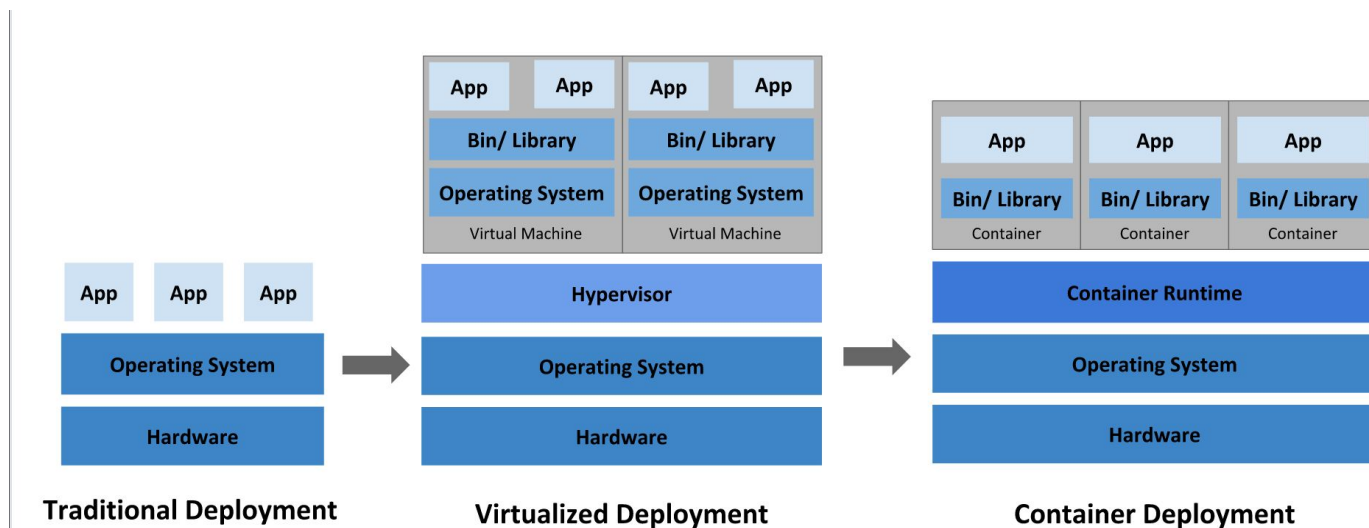 App App App
Operating System
Hardware
Traditional Deployment
App App App App
Bin/ Library Bin/ Library
Operating System Operating System
Virtual Machine Virtual Machine
Hypervisor
Operating System
Hardware
Virtualized Deployment
App App App
Bin/ Library Bin/ Library Bin/ Library
Container Container Container
Container Runtime
Operating System
Hardware
Container Deployment